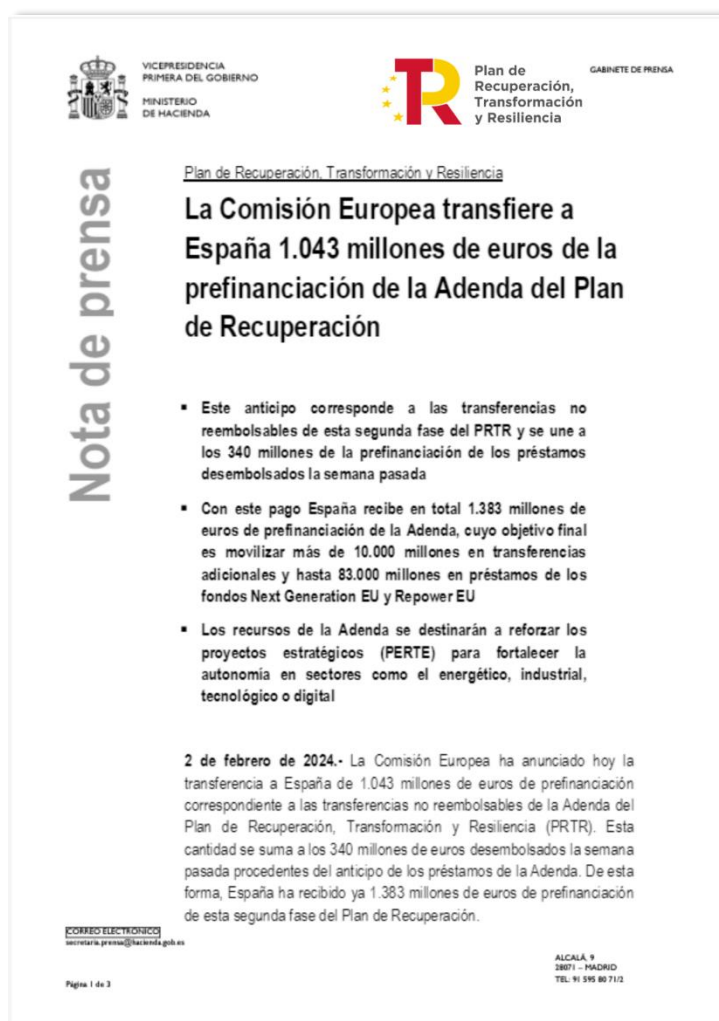 VICEPRESIDENCIA
PRIMERA DEL GOBIERNO
MINISTERIO
DE HACIENDA
TR
Plan de
Recuperación,
Transformación
y Resiliencia
GABINETE DE PRENSA
Nota de prensa
Plan de Recuperación, Transformación y Resiliencia
La Comisión Europea transfiere a
España 1.043 millones de euros de la
prefinanciación de la Adenda del Plan
de Recuperación
▪ Este anticipo corresponde a las transferencias no
reembolsables de esta segunda fase del PRTR y se une a
los 340 millones de la prefinanciación de los préstamos
desembolsados la semana pasada
▪ Con este pago España recibe en total 1.383 millones de
euros de prefinanciación de la Adenda, cuyo objetivo final
es movilizar más de 10.000 millones en transferencias
adicionales y hasta 83.000 millones en préstamos de los
fondos Next Generation EU y Repower EU
▪ Los recursos de la Adenda se destinarán a reforzar los
proyectos estratégicos (PERTE) para fortalecer la
autonomía en sectores como el energético, industrial,
tecnológico o digital
2 de febrero de 2024.- La Comisión Europea ha anunciado hoy la
transferencia a España de 1.043 millones de euros de prefinanciación
correspondiente a las transferencias no reembolsables de la Adenda del
Plan de Recuperación, Transformación y Resiliencia (PRTR). Esta
cantidad se suma a los 340 millones de euros desembolsados la semana
pasada procedentes del anticipo de los préstamos de la Adenda. De esta
forma, España ha recibido ya 1.383 millones de euros de prefinanciación
de esta segunda fase del Plan de Recuperación.
CORREO ELECTRÓNICO
secretaria.prensa@hacienda.gob.es
Página 1 de 3
ALCALÁ, 9
28071 – MADRID
TEL: 91 595 80 71/2